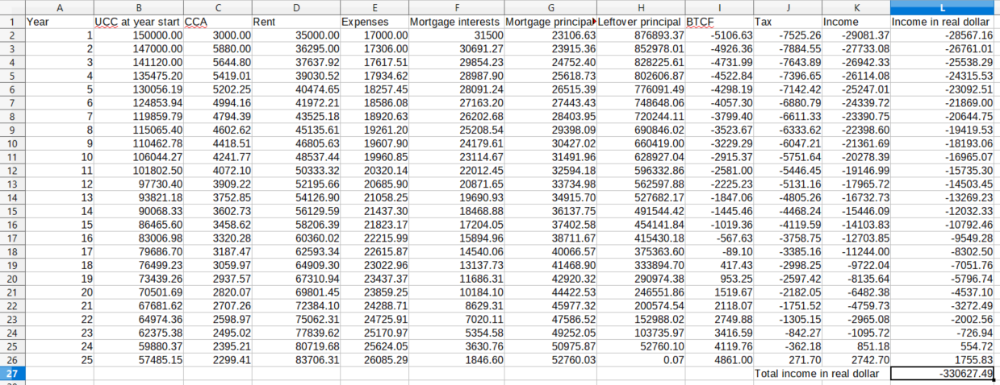 A B C D E F G H I J K L
1 Year UCC at year start CCA Rent Expenses Mortgage interests Mortgage principa Leftover principal BTCF Tax Income Income in real dollar
2 1 150000.00 3000.00 35000.00 17000.00 31500 23106.63 876893.37 -5106.63 -7525.26 -29081.37 -28567.16
3 2 147000.00 5880.00 36295.00 17306.00 30691.27 23915.36 852978.01 -4926.36 -7884.55 -27733.08 -26761.01
4 3 141120.00 5644.80 37637.92 17617.51 29854.23 24752.40 828225.61 -4731.99 -7643.89 -26942.33 -25538.29
5 4 135475.20 5419.01 39030.52 17934.62 28987.90 25618.73 802606.87 -4522.84 -7396.65 -26114.08 -24315.53
6 5 130056.19 5202.25 40474.65 18257.45 28091.24 26515.39 776091.49 -4298.19 -7142.42 -25247.01 -23092.51
7 6 124853.94 4994.16 41972.21 18586.08 27163.20 27443.63 748648.06 -4057.30 -6880.79 -24339.72 -21869.00
8 7 119859.79 4794.39 43525.18 18920.63 26202.68 28403.95 720244.11 -3799.40 -6611.33 -23390.75 -20644.75
9 8 115065.40 4602.62 45135.61 19261.20 25208.54 29398.09 690846.02 -3523.67 -6333.62 -22398.60 -19419.53
10 9 110462.78 4418.51 46805.63 19607.90 24179.61 30427.02 660419.00 -3229.29 -6047.21 -21361.69 -18193.06
11 10 106044.27 4241.77 48537.44 19960.85 23114.67 31491.96 628927.04 -2915.37 -5751.64 -20278.39 -16965.07
12 11 101802.50 4072.10 50333.32 20320.14 22012.45 32594.18 596332.86 -2581.00 -5446.45 -19146.99 -15735.30
13 12 97730.40 3909.22 52195.66 20685.90 20871.65 33734.98 562597.88 -2225.23 -5131.16 -17965.72 -14503.45
14 13 93821.18 3752.85 54126.90 21058.25 19690.93 34915.70 527682.17 -1847.06 -4805.26 -16732.73 -13269.23
15 14 90068.33 3602.73 56129.59 21437.30 18468.88 36137.75 491544.42 -1445.46 -4468.24 -15446.09 -12032.33
16 15 86465.60 3458.62 58206.39 21823.17 17204.05 37402.58 454141.84 -1019.36 -4119.59 -14103.83 -10792.46
17 16 83006.98 3320.28 60360.02 22215.99 15894.96 38711.67 415430.18 -567.63 -3758.75 -12703.85 -9549.28
18 17 79686.70 3187.47 62593.34 22615.87 14540.06 40066.57 375363.60 -89.10 -3385.16 -11244.00 -8302.50
19 18 76499.23 3059.97 64909.30 23022.96 13137.73 41468.90 333894.70 417.43 -2998.25 -9722.04 -7051.76
20 19 73439.26 2937.57 67310.94 23437.37 11686.31 42920.32 290974.38 953.25 -2597.42 -8135.64 -5796.74
21 20 70501.69 2820.07 69801.45 23859.25 10184.10 44422.53 246551.86 1519.67 -2182.05 -6482.38 -4537.10
22 21 67681.62 2707.26 72384.10 24288.71 8629.31 45977.32 200574.54 2118.07 -1751.52 -4759.73 -3272.49
23 22 64974.36 2598.97 75062.31 24725.91 7020.11 47586.52 152988.02 2749.88 -1305.15 -2965.08 -2002.56
24 23 62375.38 2495.02 77839.62 25170.97 5354.58 49252.05 103735.97 3416.59 -842.27 -1095.72 -726.94
25 24 59880.37 2395.21 80719.68 25624.05 3630.76 50975.87 52760.10 4119.76 -362.18 851.18 554.72
26 25 57485.15 2299.41 83706.31 26085.29 1846.60 52760.03 0.07 4861.00 271.70 2742.70 1755.83
27 Total income in real dollar -330627.49